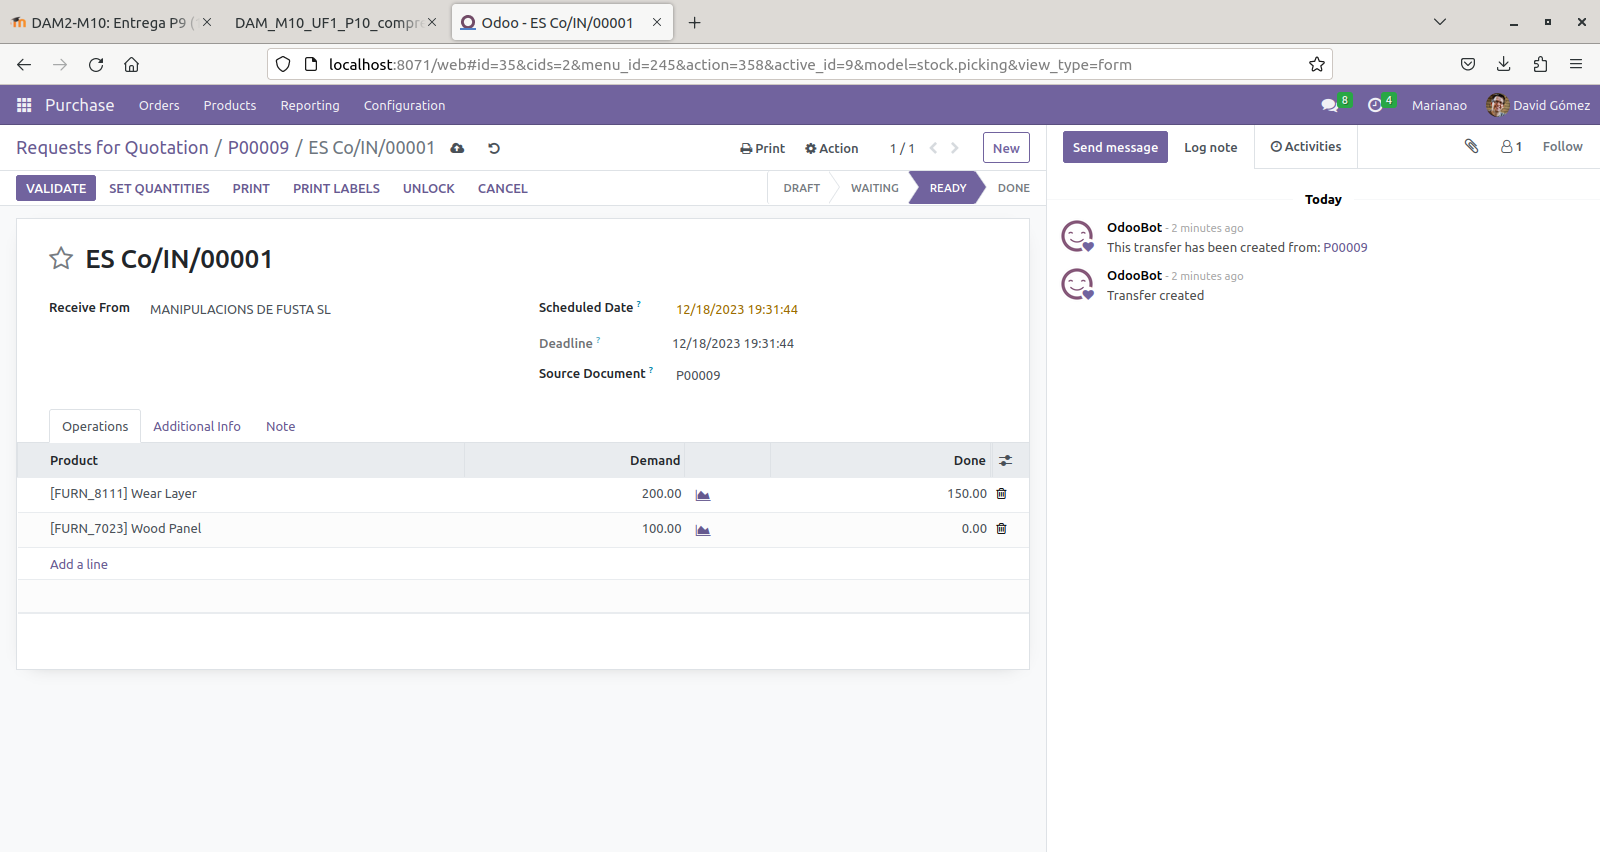 DAM2-M10: Entrega P9 (
DAM_M10_UF1_P10_compre
Odoo - ES Co/IN/00001
localhost:8071/web#id=35&cids=2&menu_id=245&action=358&active_id=9&model=stock.picking&view_type=form
Purchase Orders Products Reporting Configuration 8 4 Marianao David Gómez
Requests for Quotation / P00009 / ES Co/IN/00001 Print Action 1 / 1 New
VALIDATE SET QUANTITIES PRINT PRINT LABELS UNLOCK CANCEL DRAFT WAITING READY DONE
ES Co/IN/00001
Receive From MANIPULACIONS DE FUSTA SL
Scheduled Date ? 12/18/2023 19:31:44
Deadline ? 12/18/2023 19:31:44
Source Document ? P00009
Operations Additional Info Note
Product Demand Done
[FURN_8111] Wear Layer 200.00 150.00
[FURN_7023] Wood Panel 100.00 0.00
Add a line
Send message Log note Activities 1 Follow
Today
OdooBot - 2 minutes ago
This transfer has been created from: P00009
OdooBot - 2 minutes ago
Transfer created